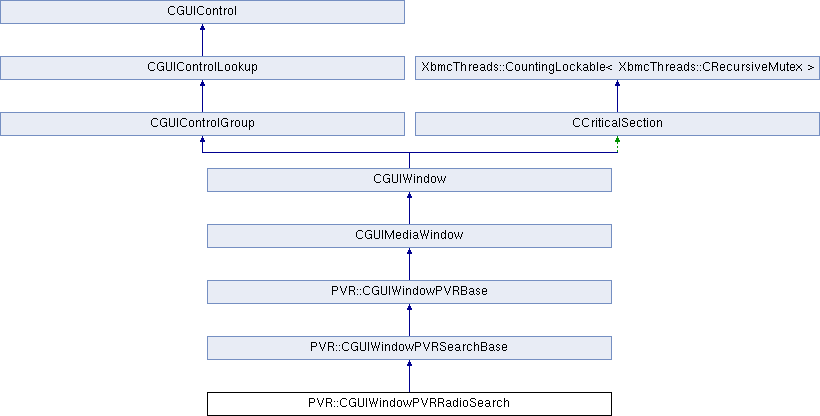 CGUIControl
CGUIControlLookup
XbmcThreads::CountingLockable< XbmcThreads::CRecursiveMutex >
CGUIControlGroup
CCriticalSection
CGUIWindow
CGUIMediaWindow
PVR::CGUIWindowPVRBase
PVR::CGUIWindowPVRSearchBase
PVR::CGUIWindowPVRRadioSearch